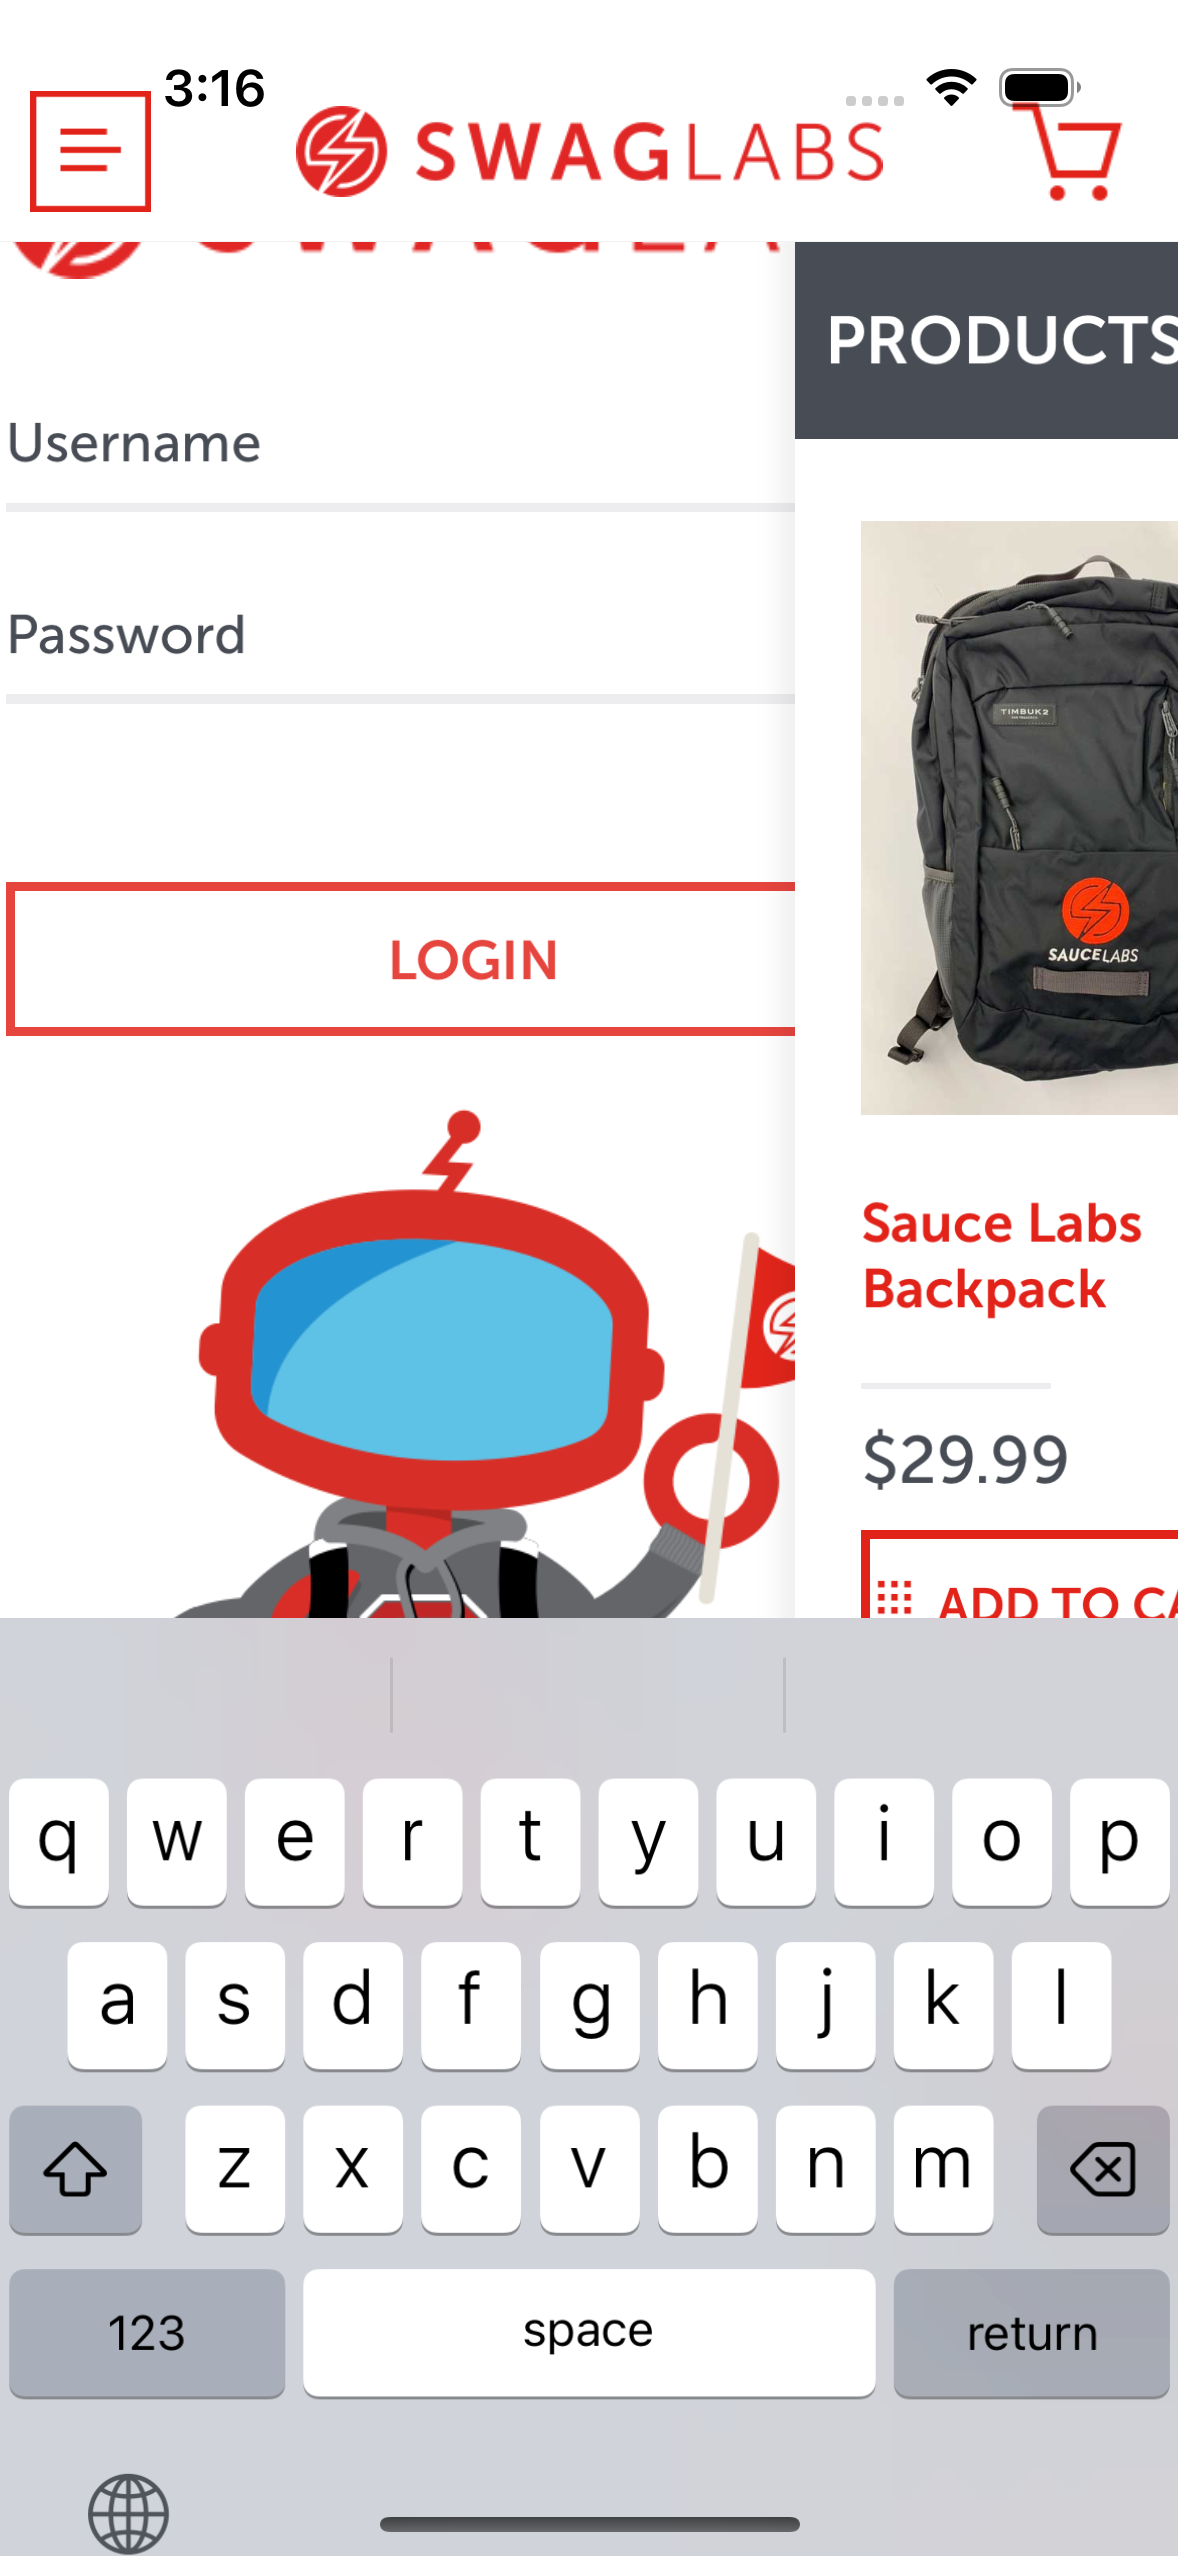 3:16
SWAGLABS
PRODUCTS
Username
Password
TIMBUK2
LOGIN
SAUCELABS
Sauce Labs
Backpack
$29.99
ADD TO CA
q w e r t y u i o p
a s d f g h j k l
z x c v b n m
123 space return